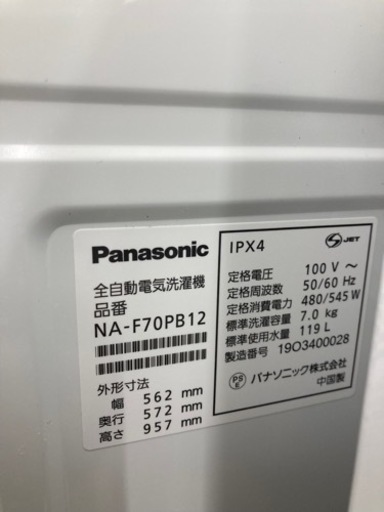 Panasonic
全自動電気洗濯機
品番
NA-F70PB12
外形寸法
幅 562 mm
奥行 572 mm
高さ 957 mm
IPX4
JET
定格電圧 100 V ～
定格周波数 50/60 Hz
定格消費電力 480/545 W
標準洗濯容量 7.0 kg
標準使用水量 119 L
製造番号 19O3400028
PS
E
パナソニック株式会社
中国製